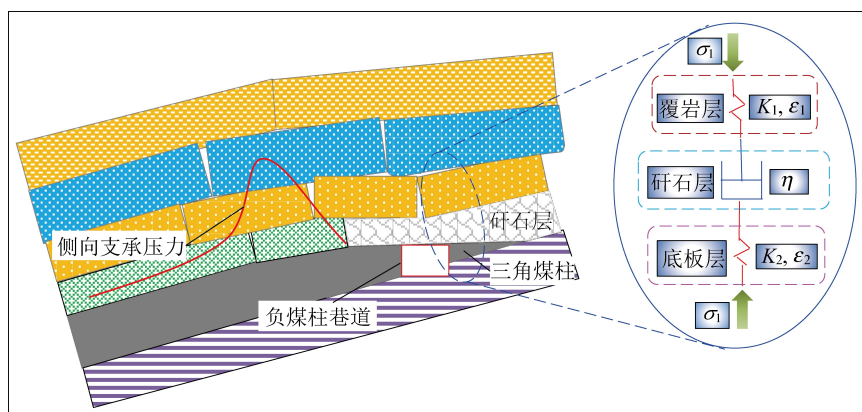 侧向支承压力
矸石层
三角煤柱
负煤柱巷道
σ₁
覆岩层 K₁, ε₁
矸石层 η
底板层 K₂, ε₂
σ₁